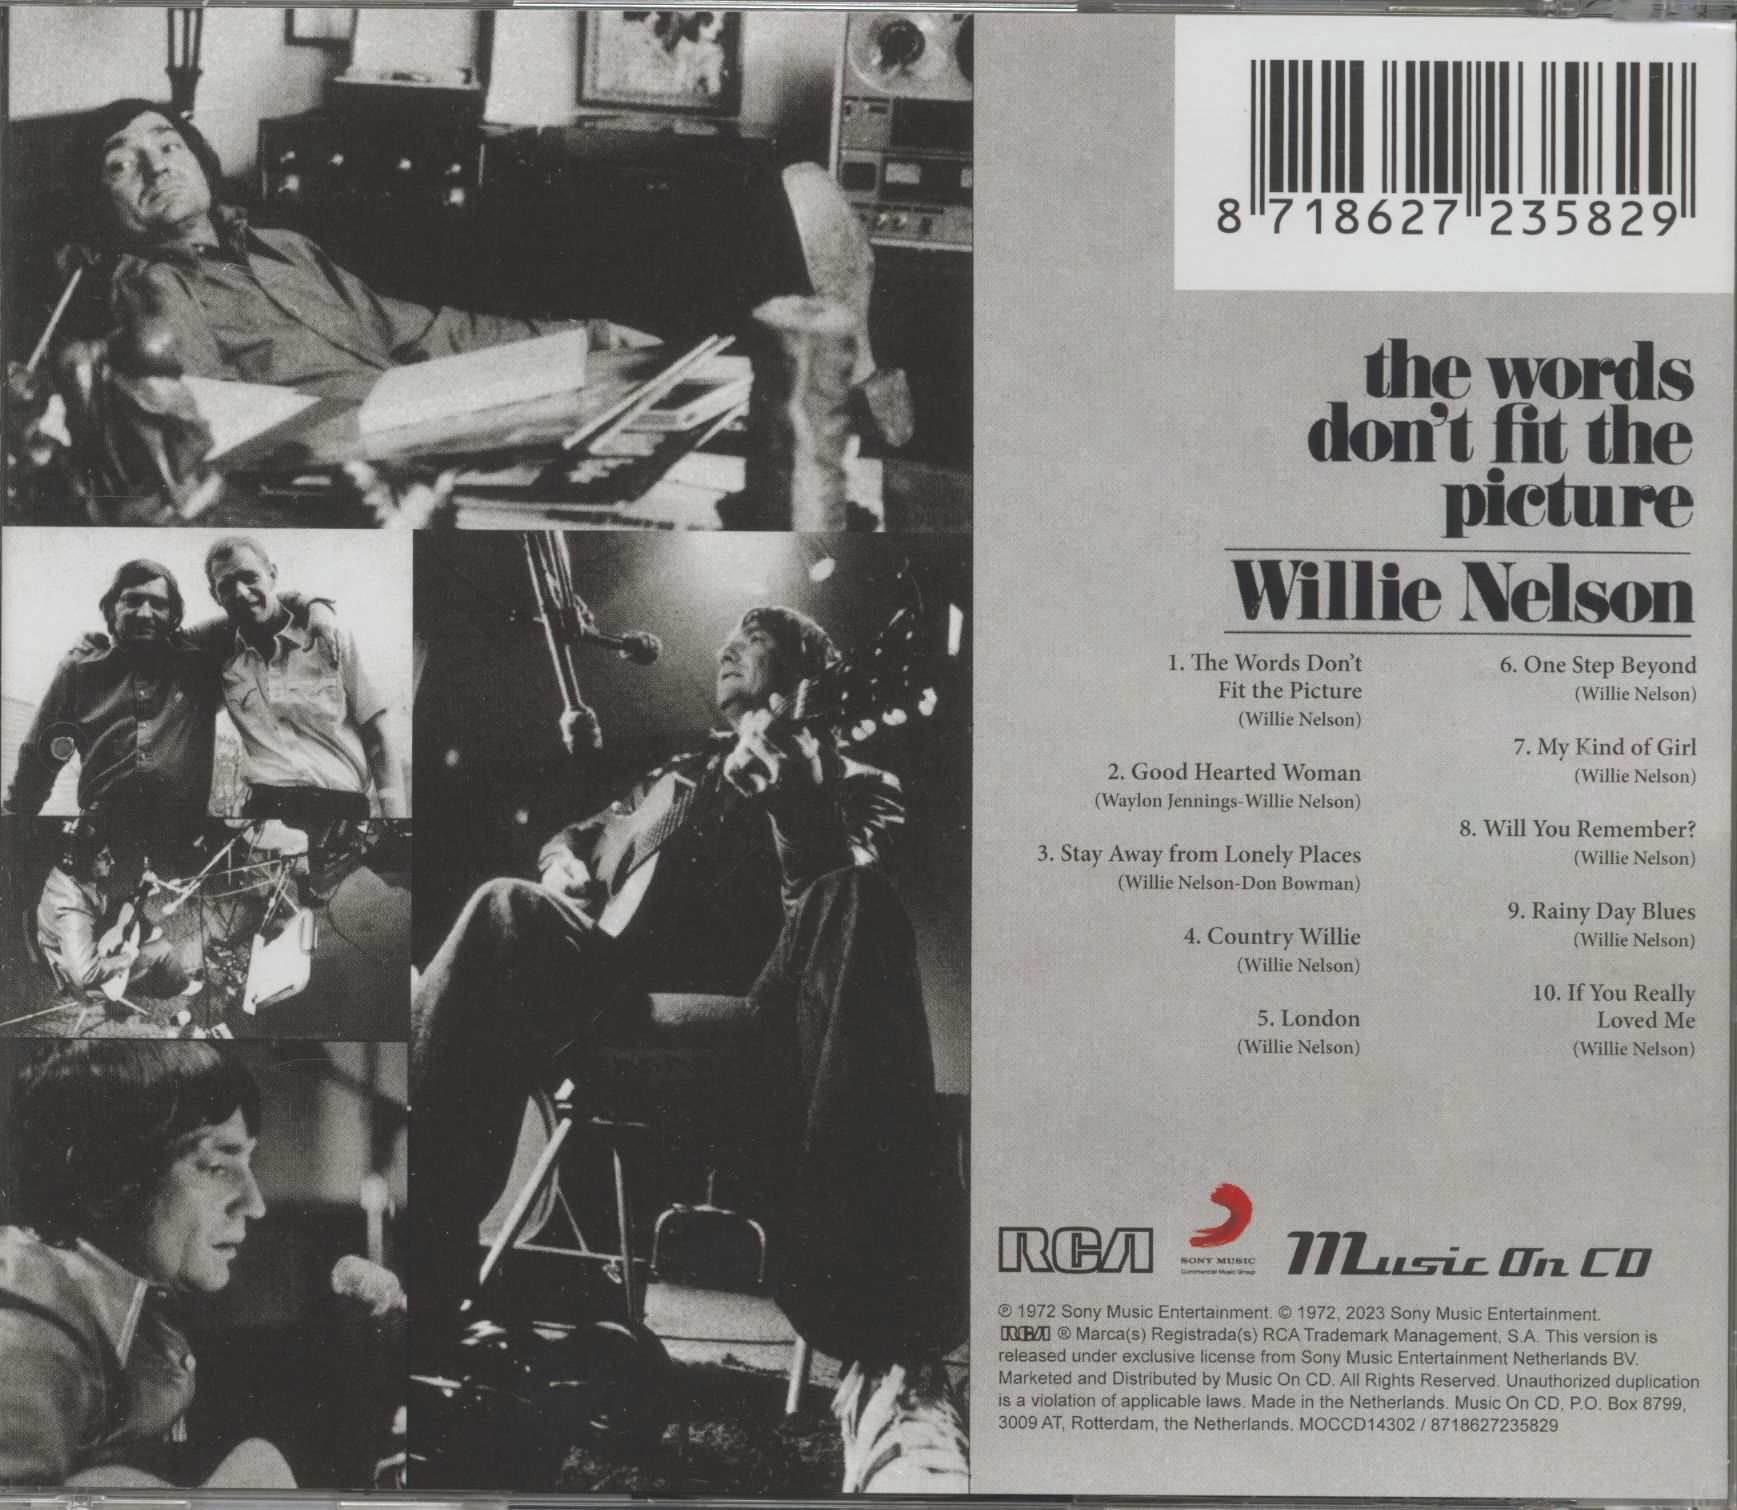 8 718627 235829
the words
don't fit the
picture
Willie Nelson
1. The Words Don't
Fit the Picture
(Willie Nelson)
2. Good Hearted Woman
(Waylon Jennings-Willie Nelson)
3. Stay Away from Lonely Places
(Willie Nelson-Don Bowman)
4. Country Willie
(Willie Nelson)
5. London
(Willie Nelson)
6. One Step Beyond
(Willie Nelson)
7. My Kind of Girl
(Willie Nelson)
8. Will You Remember?
(Willie Nelson)
9. Rainy Day Blues
(Willie Nelson)
10. If You Really
Loved Me
(Willie Nelson)
RCA
SONY MUSIC
Commercial Music Group
Music On CD
℗ 1972 Sony Music Entertainment. © 1972, 2023 Sony Music Entertainment.
RCA ® Marca(s) Registrada(s) RCA Trademark Management, S.A. This version is
released under exclusive license from Sony Music Entertainment Netherlands BV.
Marketed and Distributed by Music On CD. All Rights Reserved. Unauthorized duplication
is a violation of applicable laws. Made in the Netherlands. Music On CD, P.O. Box 8799,
3009 AT, Rotterdam, the Netherlands. MOCCD14302 / 8718627235829